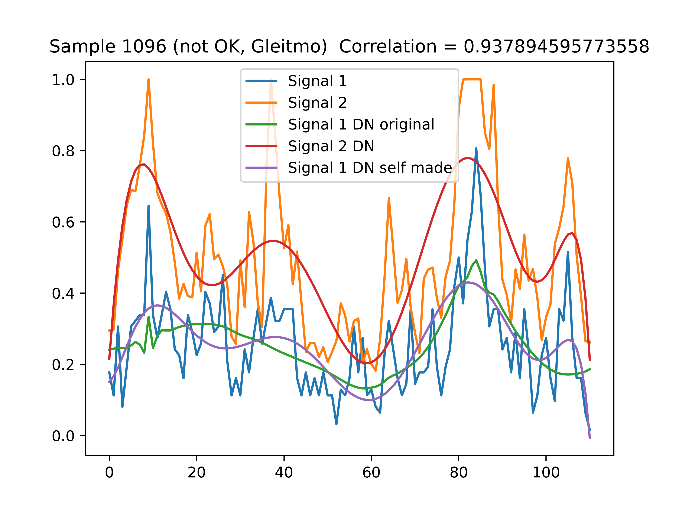 Sample 1096 (not OK, Gleitmo)  Correlation = 0.937894595773558
1.0
0.8
0.6
0.4
0.2
0.0
Signal 1
Signal 2
Signal 1 DN original
Signal 2 DN
Signal 1 DN self made
0 20 40 60 80 100